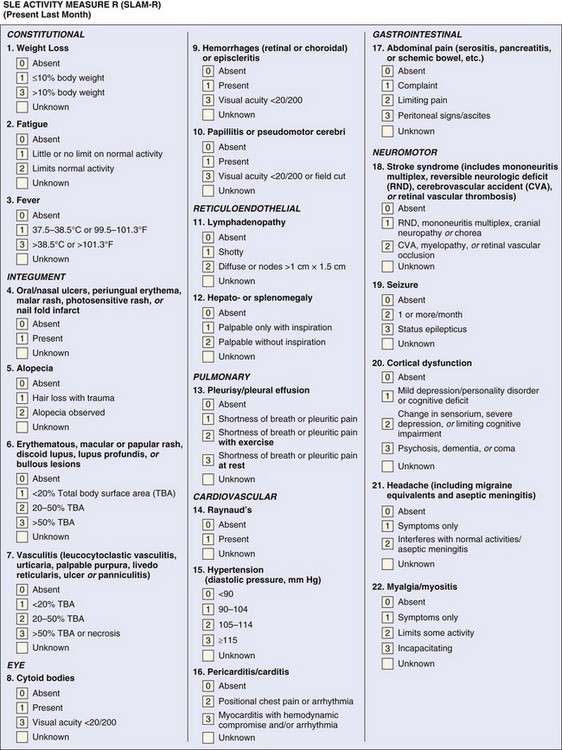 SLE ACTIVITY MEASURE R (SLAM-R)
(Present Last Month)
CONSTITUTIONAL
1. Weight Loss
0 Absent
1 ≤10% body weight
3 >10% body weight
Unknown
2. Fatigue
0 Absent
1 Little or no limit on normal activity
2 Limits normal activity
Unknown
3. Fever
0 Absent
1 37.5–38.5°C or 99.5–101.3°F
3 >38.5°C or >101.3°F
Unknown
INTEGUMENT
4. Oral/nasal ulcers, periungual erythema,
malar rash, photosensitive rash, or
nail fold infarct
0 Absent
1 Present
Unknown
5. Alopecia
0 Absent
1 Hair loss with trauma
2 Alopecia observed
Unknown
6. Erythematous, macular or papular rash,
discoid lupus, lupus profundis, or
bullous lesions
0 Absent
1 <20% Total body surface area (TBA)
2 20–50% TBA
3 >50% TBA
Unknown
7. Vasculitis (leucocytoclastic vasculitis,
urticaria, palpable purpura, livedo
reticularis, ulcer or panniculitis)
0 Absent
1 <20% TBA
2 20–50% TBA
3 >50% TBA or necrosis
Unknown
EYE
8. Cytoid bodies
0 Absent
1 Present
3 Visual acuity <20/200
Unknown
9. Hemorrhages (retinal or choroidal)
or episcleritis
0 Absent
1 Present
3 Visual acuity <20/200
Unknown
10. Papillitis or pseudomotor cerebri
0 Absent
1 Present
3 Visual acuity <20/200 or field cut
Unknown
RETICULOENDOTHELIAL
11. Lymphadenopathy
0 Absent
1 Shotty
2 Diffuse or nodes >1 cm × 1.5 cm
Unknown
12. Hepato- or splenomegaly
0 Absent
1 Palpable only with inspiration
2 Palpable without inspiration
Unknown
PULMONARY
13. Pleurisy/pleural effusion
0 Absent
1 Shortness of breath or pleuritic pain
2 Shortness of breath or pleuritic pain
with exercise
3 Shortness of breath or pleuritic pain
at rest
Unknown
CARDIOVASCULAR
14. Raynaud's
0 Absent
1 Present
Unknown
15. Hypertension
(diastolic pressure, mm Hg)
0 <90
1 90–104
2 105–114
3 ≥115
Unknown
16. Pericarditis/carditis
0 Absent
2 Positional chest pain or arrhythmia
3 Myocarditis with hemodynamic
compromise and/or arrhythmia
Unknown
GASTROINTESTINAL
17. Abdominal pain (serositis, pancreatitis,
or schemic bowel, etc.)
0 Absent
1 Complaint
2 Limiting pain
3 Peritoneal signs/ascites
Unknown
NEUROMOTOR
18. Stroke syndrome (includes mononeuritis
multiplex, reversible neurologic deficit
(RND), cerebrovascular accident (CVA),
or retinal vascular thrombosis)
0 Absent
1 RND, mononeuritis multiplex, cranial
neuropathy or chorea
2 CVA, myelopathy, or retinal vascular
occlusion
Unknown
19. Seizure
0 Absent
2 1 or more/month
3 Status epilepticus
Unknown
20. Cortical dysfunction
0 Absent
1 Mild depression/personality disorder
or cognitive deficit
2 Change in sensorium, severe
depression, or limiting cognitive
impairment
3 Psychosis, dementia, or coma
Unknown
21. Headache (including migraine
equivalents and aseptic meningitis)
0 Absent
1 Symptoms only
2 Interferes with normal activities/
aseptic meningitis
Unknown
22. Myalgia/myositis
0 Absent
1 Symptoms only
2 Limits some activity
3 Incapacitating
Unknown